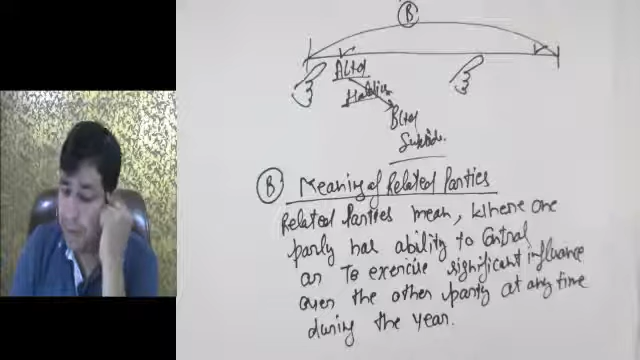 B
A Ltd
Holding
B Ltd
B Meaning of Related Parties
Related Parties mean, Where one
party has ability to Control
or To exercise significant influence
over the other party at any time
during the year.